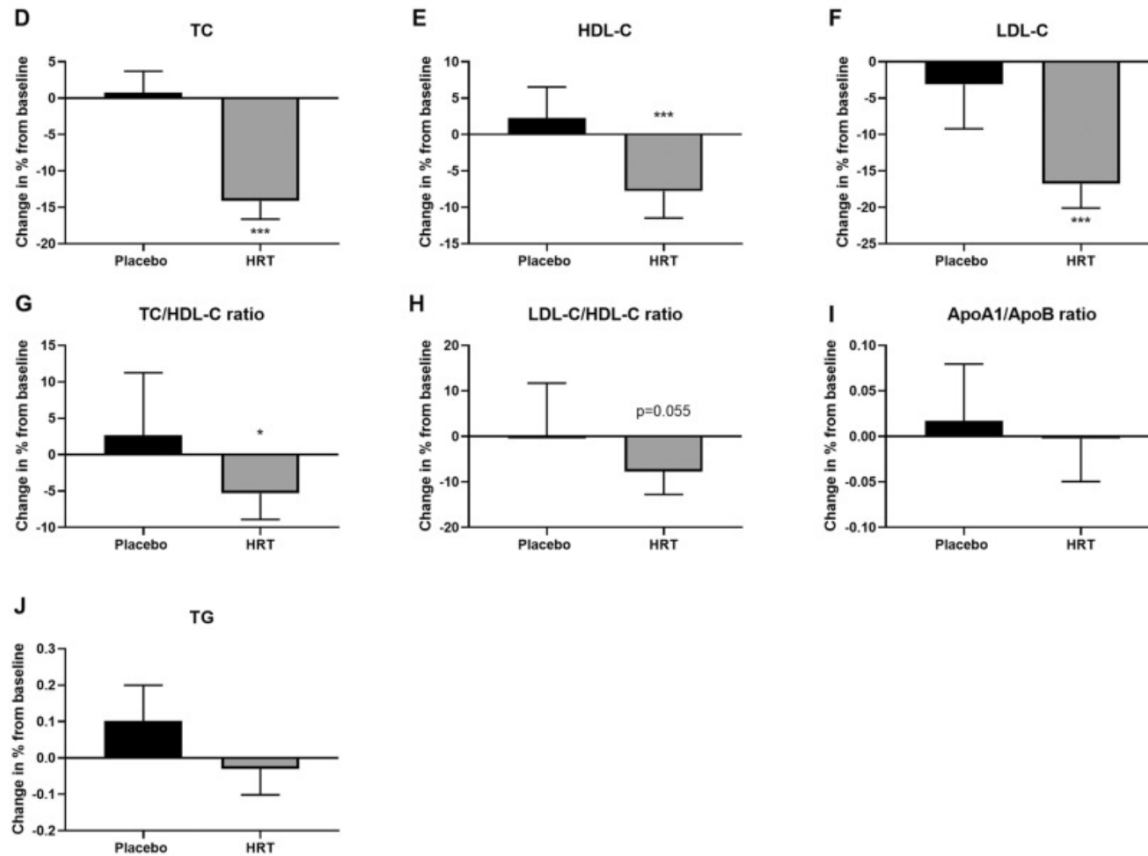 D
TC
Change in % from baseline
5
0
-5
-10
-15
-20
***
Placebo
HRT
E
HDL-C
Change in % from baseline
10
5
0
-5
-10
-15
***
Placebo
HRT
F
LDL-C
Change in % from baseline
0
-5
-10
-15
-20
-25
***
Placebo
HRT
G
TC/HDL-C ratio
Change in % from baseline
15
10
5
0
-5
-10
*
Placebo
HRT
H
LDL-C/HDL-C ratio
Change in % from baseline
20
10
0
-10
-20
p=0.055
Placebo
HRT
I
ApoA1/ApoB ratio
Change in % from baseline
0.10
0.05
0.00
-0.05
-0.10
Placebo
HRT
J
TG
Change in % from baseline
0.3
0.2
0.1
0.0
-0.1
-0.2
Placebo
HRT